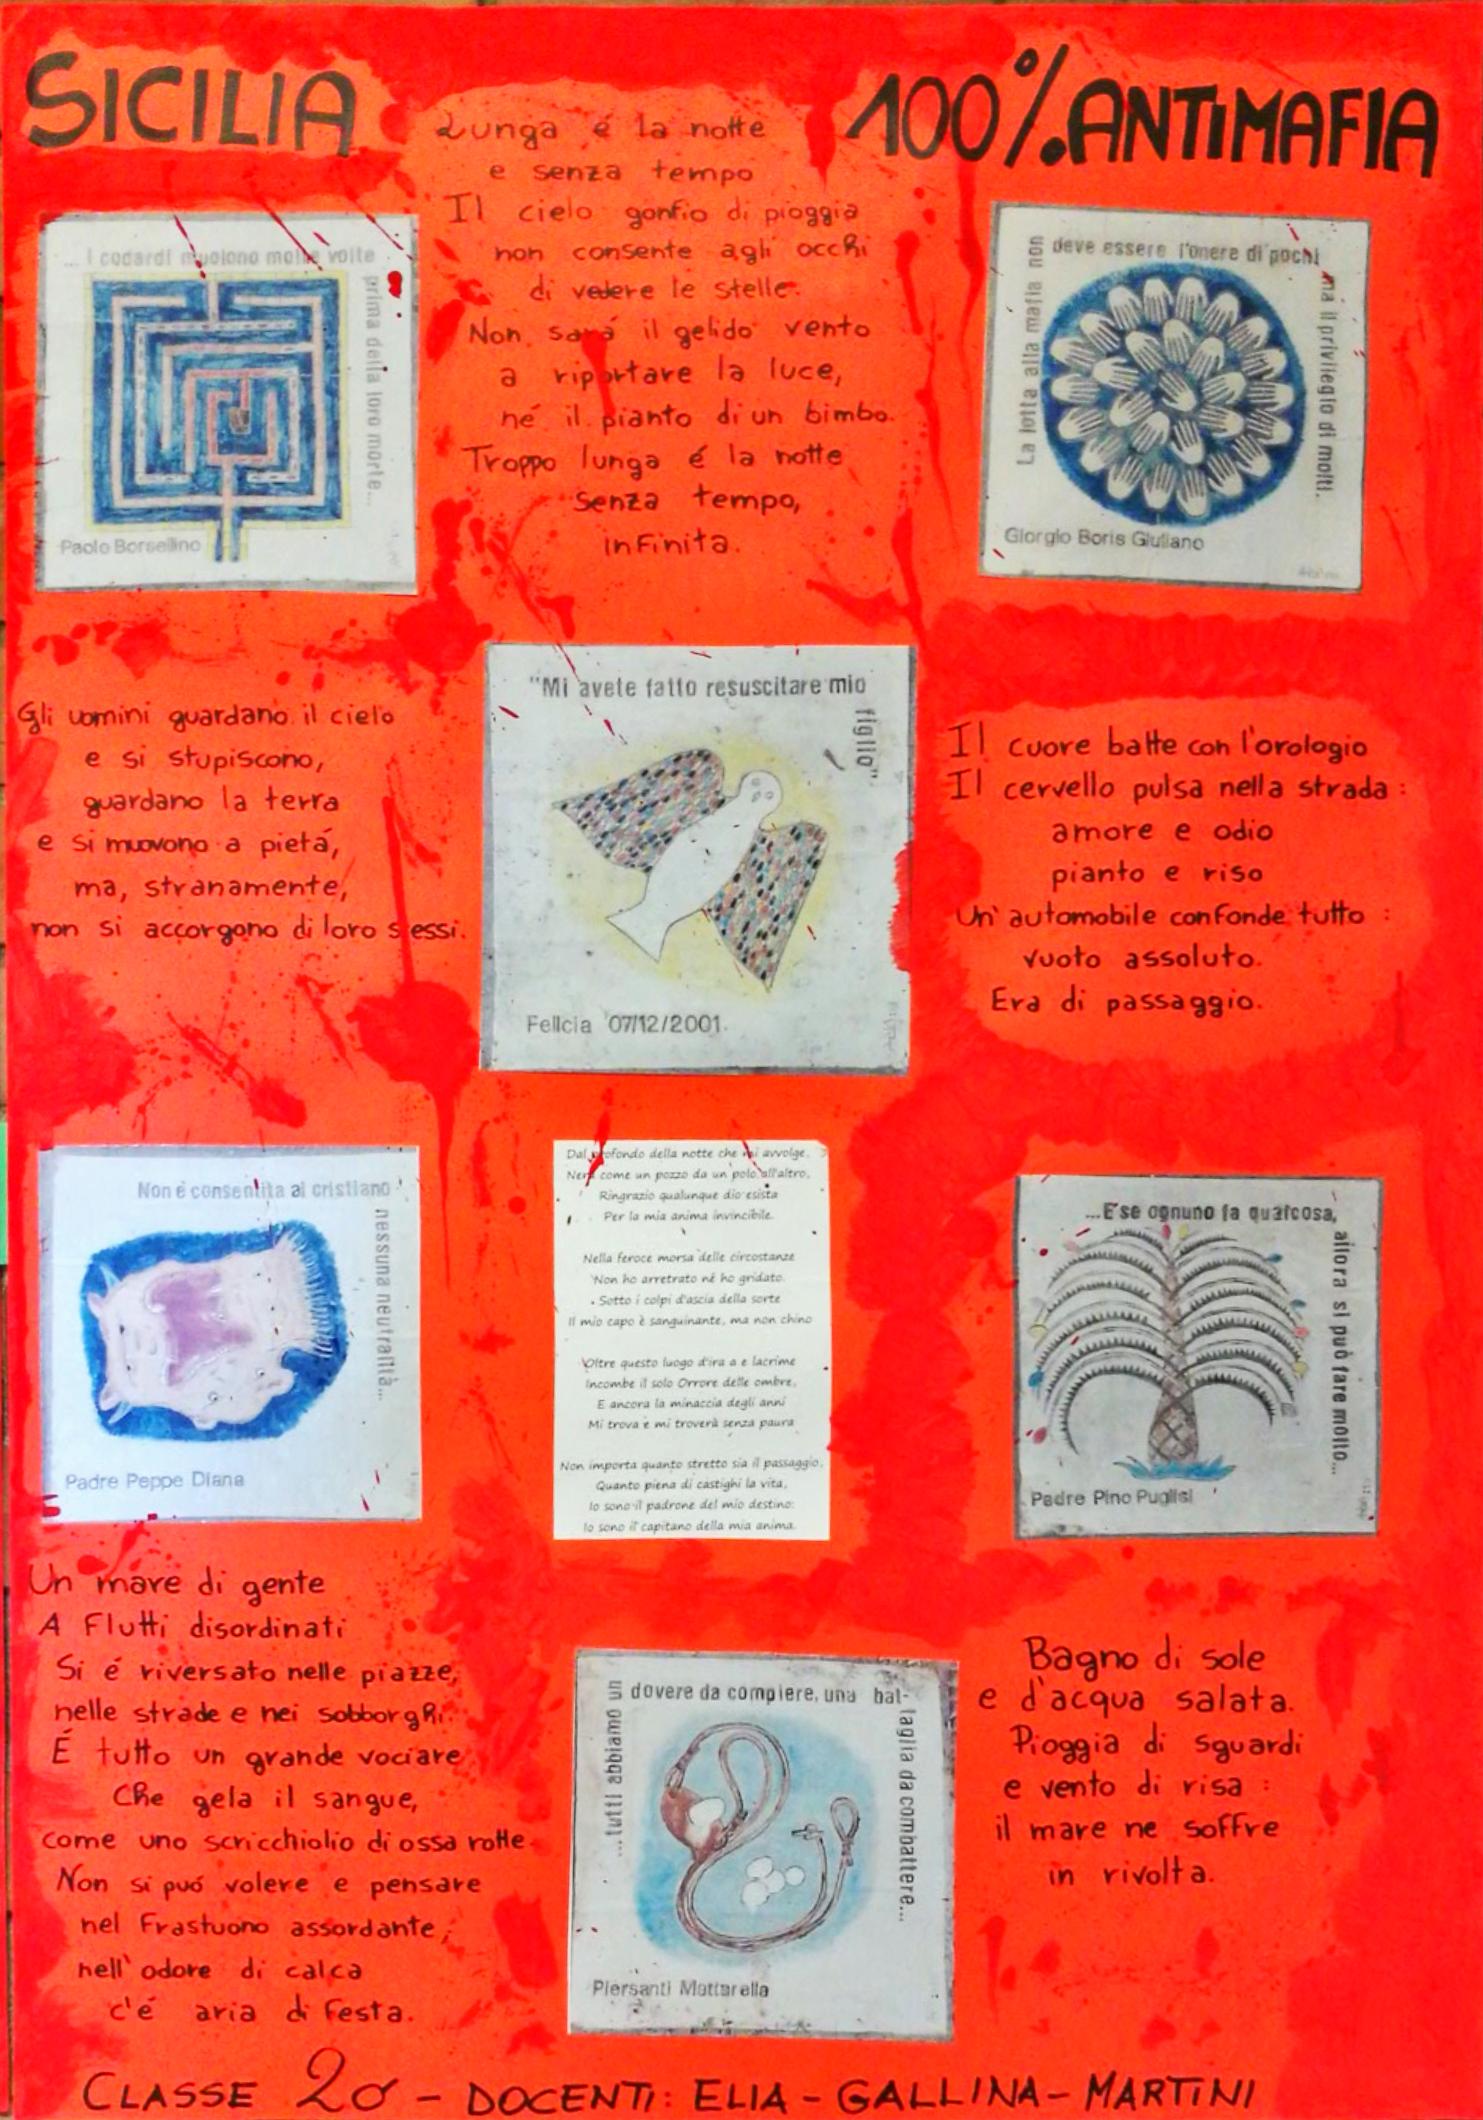 SICILIA
100% ANTIMAFIA
Lunga é la notte
e senza tempo
Il cielo gonfio di pioggia
non consente agli occhi
di vedere le stelle.
Non sará il gelido vento
a riportare la luce,
né il pianto di un bimbo.
Troppo lunga é la notte
senza tempo,
infinita.
... I codardi muoiono molte volte
prima della loro morte...
Paolo Borsellino
La lotta alla mafia non
deve essere l'onere di pochi
ma il privilegio di molti.
Giorgio Boris Giuliano
"Mi avete fatto resuscitare mio
figlio"
Felicia 07/12/2001
Gli uomini guardano il cielo
e si stupiscono,
guardano la terra
e si muovono a pietá,
ma, stranamente,
non si accorgono di loro stessi.
Il cuore batte con l'orologio
Il cervello pulsa nella strada:
amore e odio
pianto e riso
Un'automobile confonde tutto:
vuoto assoluto.
Era di passaggio.
Non è consentita al cristiano
nessuna neutralità...
Padre Peppe Diana
Dal profondo della notte che mi avvolge,
Nera come un pozzo da un polo all'altro,
Ringrazio qualunque dio esista
Per la mia anima invincibile.
Nella feroce morsa delle circostanze
Non ho arretrato né ho gridato.
Sotto i colpi d'ascia della sorte
Il mio capo è sanguinante, ma non chino
Oltre questo luogo d'ira a e lacrime
Incombe il solo Orrore delle ombre,
E ancora la minaccia degli anni
Mi trova e mi troverà senza paura
Non importa quanto stretto sia il passaggio,
Quanto piena di castighi la vita,
Io sono il padrone del mio destino:
Io sono il capitano della mia anima.
...E se ognuno fa qualcosa,
allora si può fare molto...
Padre Pino Puglisi
Un mare di gente
A flutti disordinati
Si é riversato nelle piazze,
nelle strade e nei sobborghi.
É tutto un grande vociare
Che gela il sangue,
come uno scricchiolio di ossa rotte.
Non si puó volere e pensare
nel frastuono assordante,
nell'odore di calca
c'é aria di festa.
...tutti abbiamo un
dovere da compiere, una bat-
taglia da combattere...
Piersanti Mattarella
Bagno di sole
e d'acqua salata.
Pioggia di sguardi
e vento di risa:
il mare ne soffre
in rivolta.
CLASSE 2σ - DOCENTI: ELIA - GALLINA - MARTINI